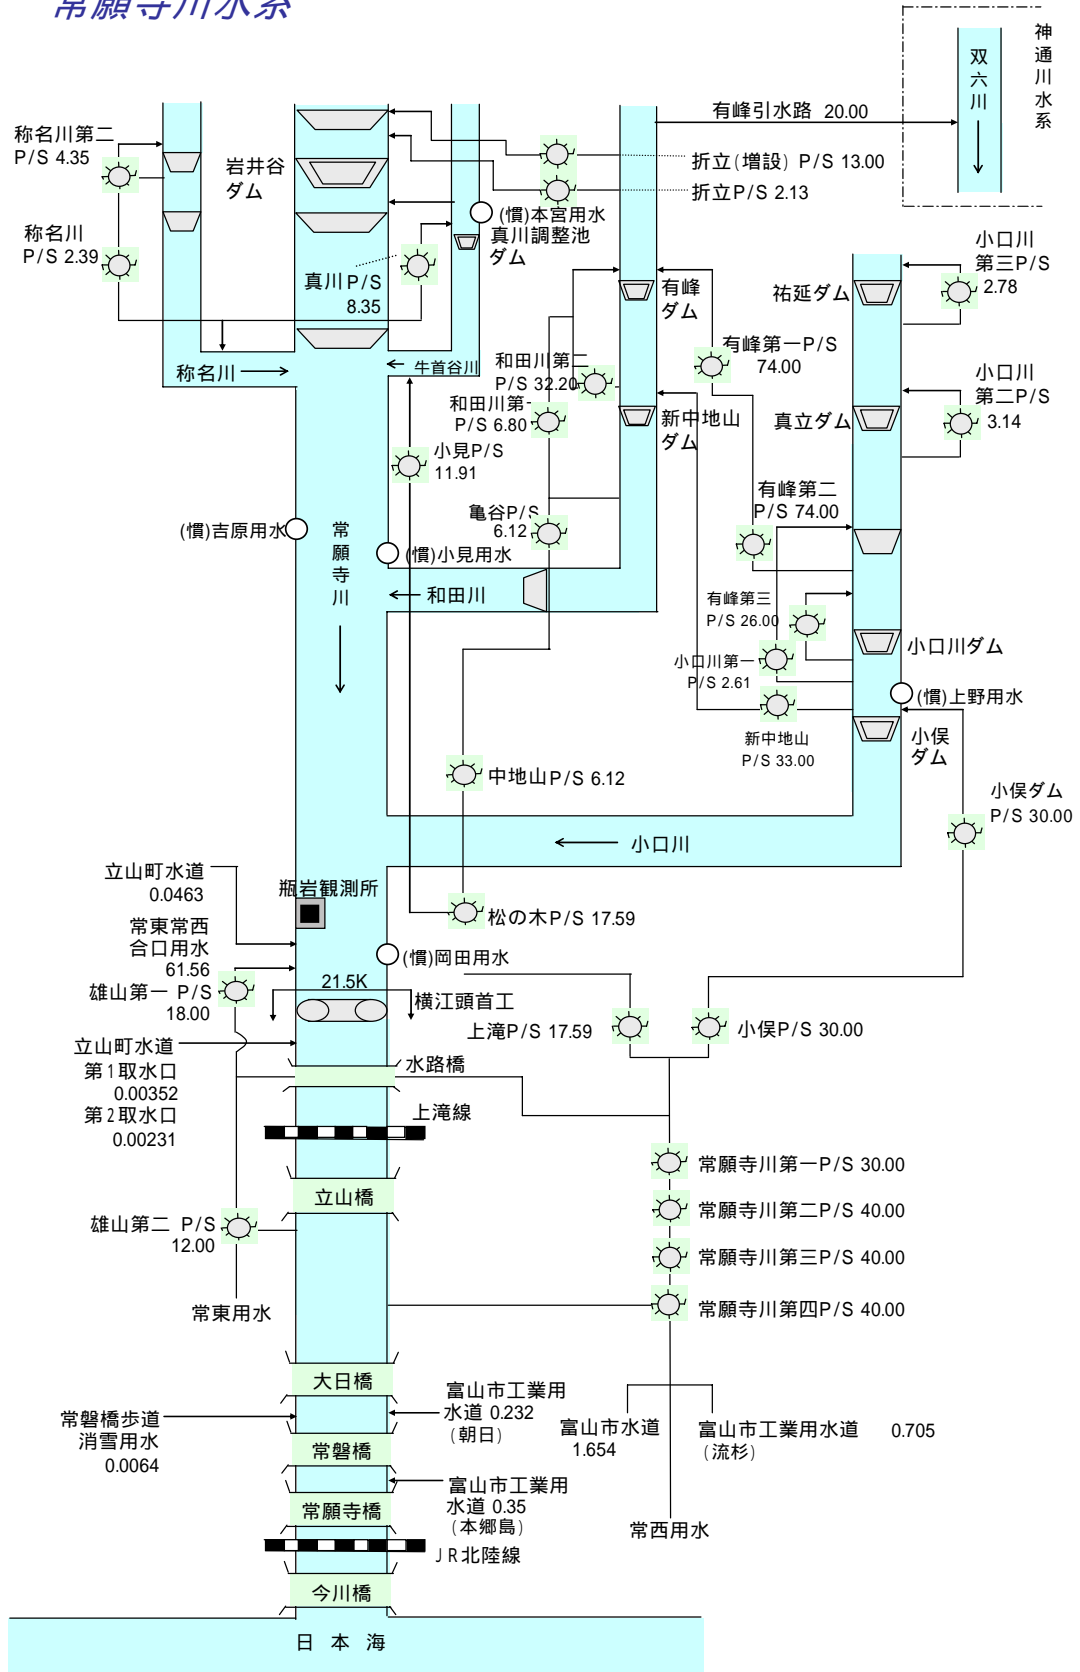 常願寺川水系
神通川水系
双六川
有峰引水路 20.00
称名川第二
P/S 4.35
岩井谷
ダム
折立(増設) P/S 13.00
折立P/S 2.13
(慣)本宮用水
真川調整池
ダム
称名川
P/S 2.39
真川P/S
8.35
小口川
第三P/S
2.78
祐延ダム
有峰
ダム
有峰第一P/S
74.00
称名川
牛首谷川
和田川第二
P/S 32.20
和田川第一
P/S 6.80
小見P/S
11.91
新中地山
ダム
小口川
第二P/S
3.14
真立ダム
有峰第二
P/S 74.00
亀谷P/S
6.12
(慣)吉原用水
常願寺川
(慣)小見用水
和田川
有峰第三
P/S 26.00
小口川ダム
小口川第一
P/S 2.61
(慣)上野用水
新中地山
P/S 33.00
小俣
ダム
中地山P/S 6.12
小俣ダム
P/S 30.00
小口川
立山町水道
0.0463
瓶岩観測所
松の木P/S 17.59
常東常西
合口用水
61.56
(慣)岡田用水
雄山第一 P/S
18.00
21.5K
横江頭首工
上滝P/S 17.59
小俣P/S 30.00
立山町水道
第1取水口
0.00352
第2取水口
0.00231
水路橋
上滝線
常願寺川第一P/S 30.00
立山橋
常願寺川第二P/S 40.00
雄山第二 P/S
12.00
常願寺川第三P/S 40.00
常東用水
常願寺川第四P/S 40.00
大日橋
富山市工業用
水道 0.232
(朝日)
常磐橋歩道
消雪用水
0.0064
富山市水道
1.654
富山市工業用水道 0.705
(流杉)
常磐橋
富山市工業用
水道 0.35
(本郷島)
常願寺橋
常西用水
JR北陸線
今川橋
日本海